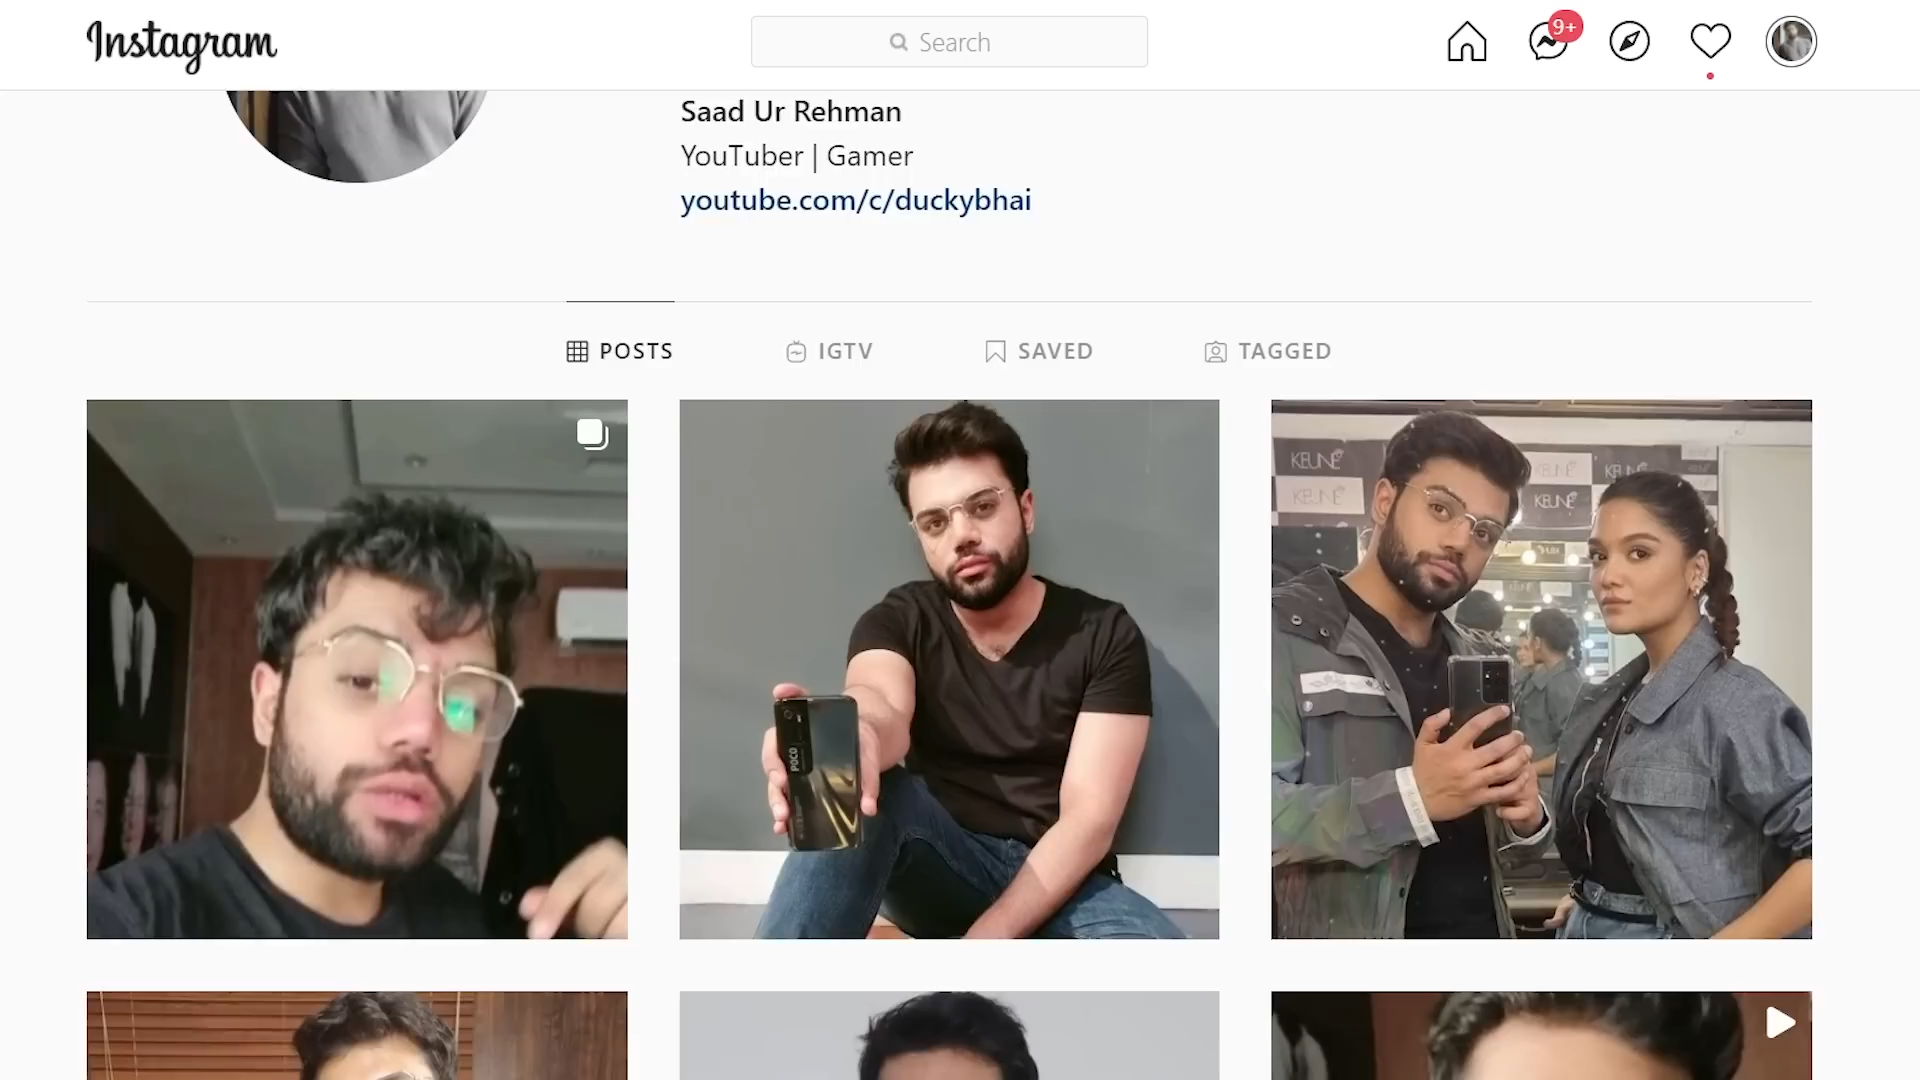 Instagram
Search
9+
Saad Ur Rehman
YouTuber | Gamer
youtube.com/c/duckybhai
POSTS
IGTV
SAVED
TAGGED
KEUNE
KEUNE
KEUNE
KEUNE
POCO